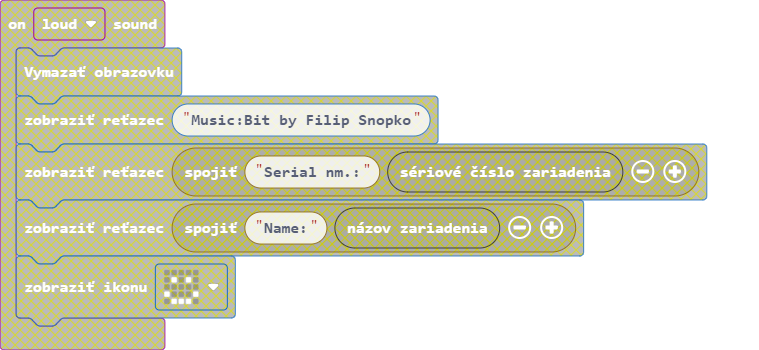 on loud sound
Vymazať obrazovku
zobraziť reťazec "Music:Bit by Filip Snopko"
zobraziť reťazec spojiť "Serial nm.:" sériové číslo zariadenia
zobraziť reťazec spojiť "Name:" názov zariadenia
zobraziť ikonu